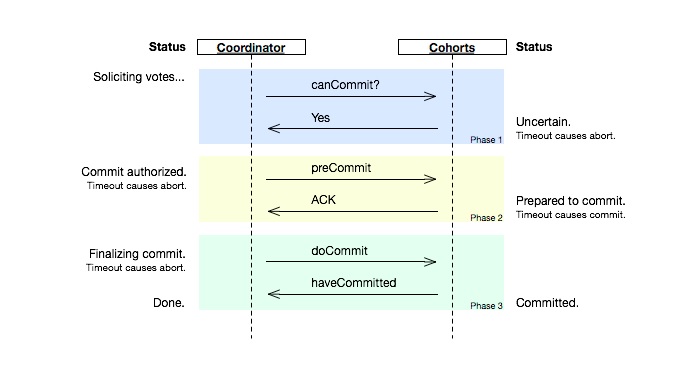 Status
Coordinator
Cohorts
Status
Soliciting votes...
canCommit?
Yes
Uncertain.
Timeout causes abort.
Phase 1
Commit authorized.
Timeout causes abort.
preCommit
ACK
Prepared to commit.
Timeout causes commit.
Phase 2
Finalizing commit.
Timeout causes abort.
doCommit
haveCommitted
Done.
Phase 3
Committed.